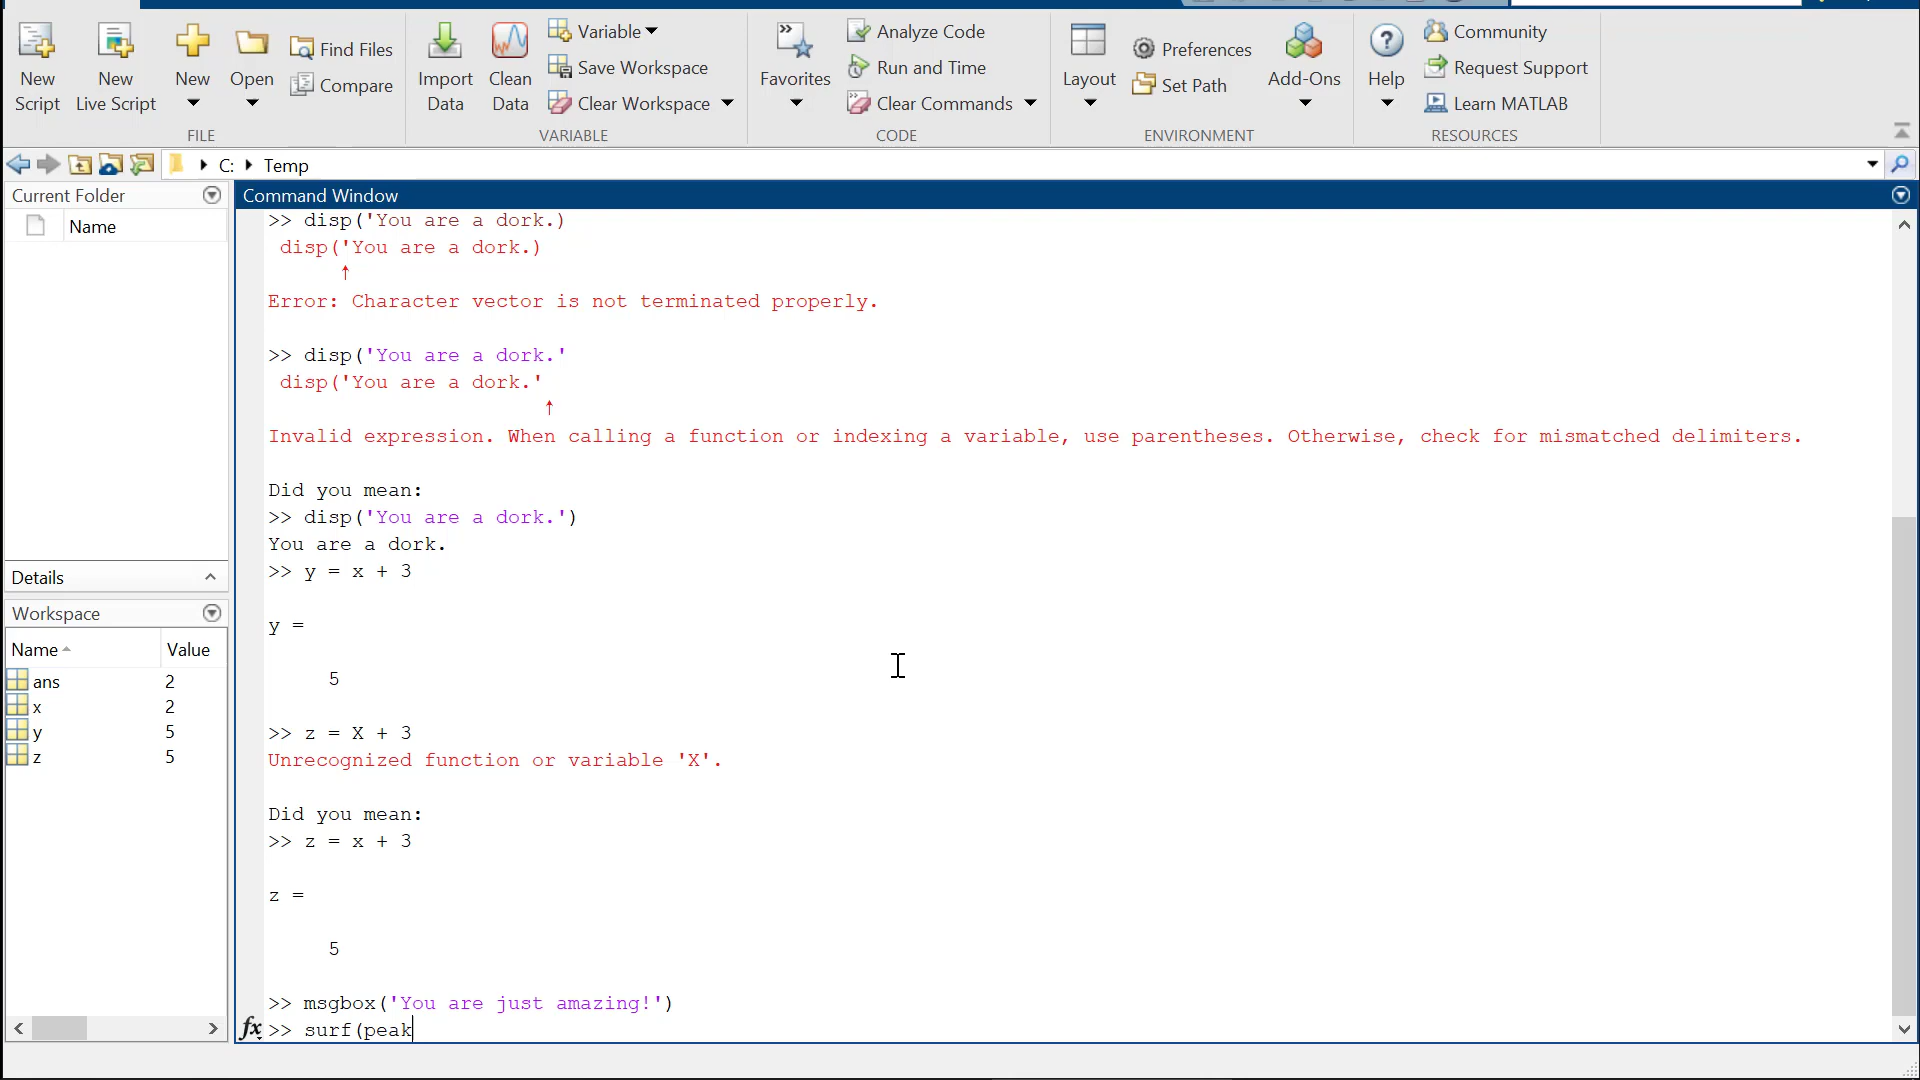 New Script
New Live Script
New
Open
Find Files
Compare
FILE
Import Data
Clean Data
Variable
Save Workspace
Clear Workspace
VARIABLE
Favorites
Analyze Code
Run and Time
Clear Commands
CODE
Layout
Preferences
Set Path
Add-Ons
ENVIRONMENT
Help
Community
Request Support
Learn MATLAB
RESOURCES
C: Temp
Current Folder
Name
Details
Workspace
Name Value
ans 2
x 2
y 5
z 5
Command Window
>> disp('You are a dork.)
disp('You are a dork.)
↑
Error: Character vector is not terminated properly.
>> disp('You are a dork.'
disp('You are a dork.'
↑
Invalid expression. When calling a function or indexing a variable, use parentheses. Otherwise, check for mismatched delimiters.
Did you mean:
>> disp('You are a dork.')
You are a dork.
>> y = x + 3
y =
5
>> z = X + 3
Unrecognized function or variable 'X'.
Did you mean:
>> z = x + 3
z =
5
>> msgbox('You are just amazing!')
fx >> surf(peak